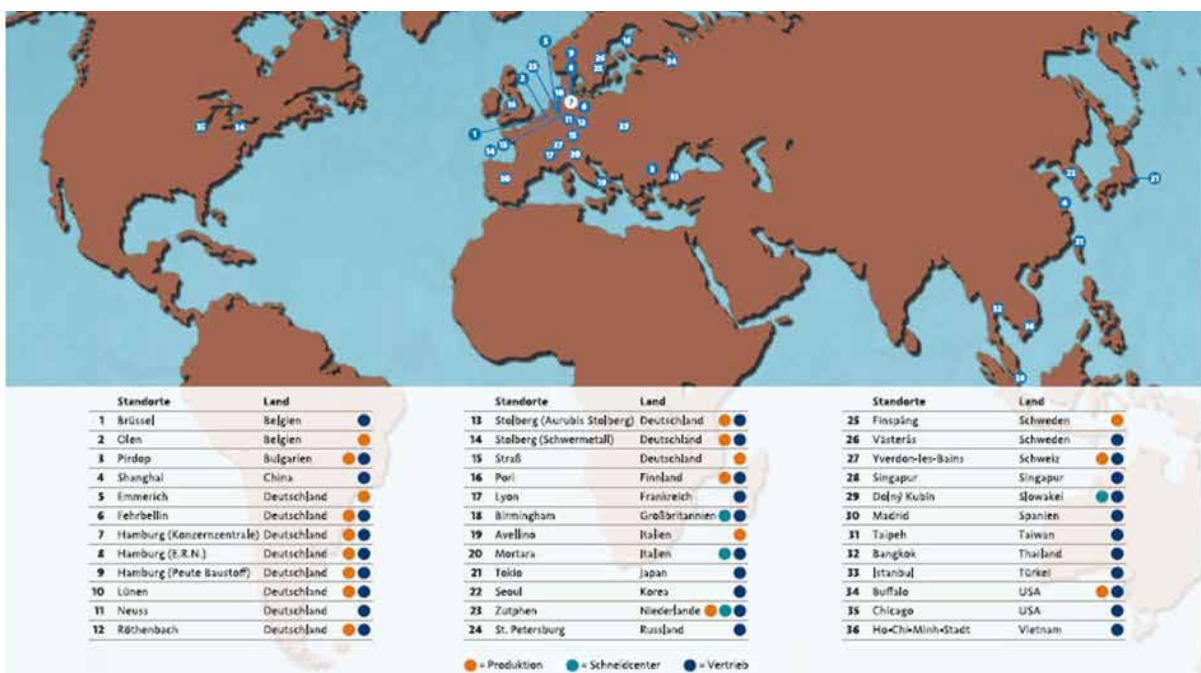 Standorte Land
1 Brüssel Belgien
2 Olen Belgien
3 Pirdop Bulgarien
4 Shanghai China
5 Emmerich Deutschland
6 Fehrbellin Deutschland
7 Hamburg (Konzernzentrale) Deutschland
8 Hamburg (E.R.N.) Deutschland
9 Hamburg (Peute Baustoff) Deutschland
10 Lünen Deutschland
11 Neuss Deutschland
12 Röthenbach Deutschland
Standorte Land
13 Stolberg (Aurubis Stolberg) Deutschland
14 Stolberg (Schwermetall) Deutschland
15 Straß Deutschland
16 Pori Finnland
17 Lyon Frankreich
18 Birmingham Großbritannien
19 Avellino Italien
20 Mortara Italien
21 Tokio Japan
22 Seoul Korea
23 Zutphen Niederlande
24 St. Petersburg Russland
Standorte Land
25 Finspång Schweden
26 Västerås Schweden
27 Yverdon-les-Bains Schweiz
28 Singapur Singapur
29 Dolný Kubín Slowakei
30 Madrid Spanien
31 Taipeh Taiwan
32 Bangkok Thailand
33 Istanbul Türkei
34 Buffalo USA
35 Chicago USA
36 Ho-Chi-Minh-Stadt Vietnam
= Produktion = Schneidcenter = Vertrieb